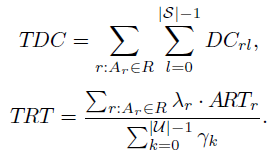 $TDC = \sum_{r:A_r \in R} \sum_{l=0}^{|\mathcal{S}|-1} DC_{rl},$
$TRT = \frac{\sum_{r:A_r \in R} \lambda_r \cdot ART_r}{\sum_{k=0}^{|\mathcal{U}|-1} \gamma_k}.$